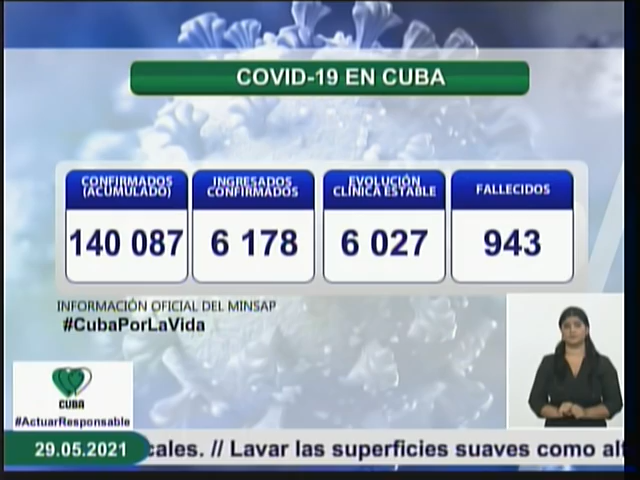 COVID-19 EN CUBA
CONFIRMADOS
(ACUMULADO)
140 087
INGRESADOS
CONFIRMADOS
6 178
EVOLUCIÓN
CLÍNICA ESTABLE
6 027
FALLECIDOS
943
INFORMACIÓN OFICIAL DEL MINSAP
#CubaPorLaVida
CUBA
#ActuarResponsable
29.05.2021
cales. // Lavar las superficies suaves como alf